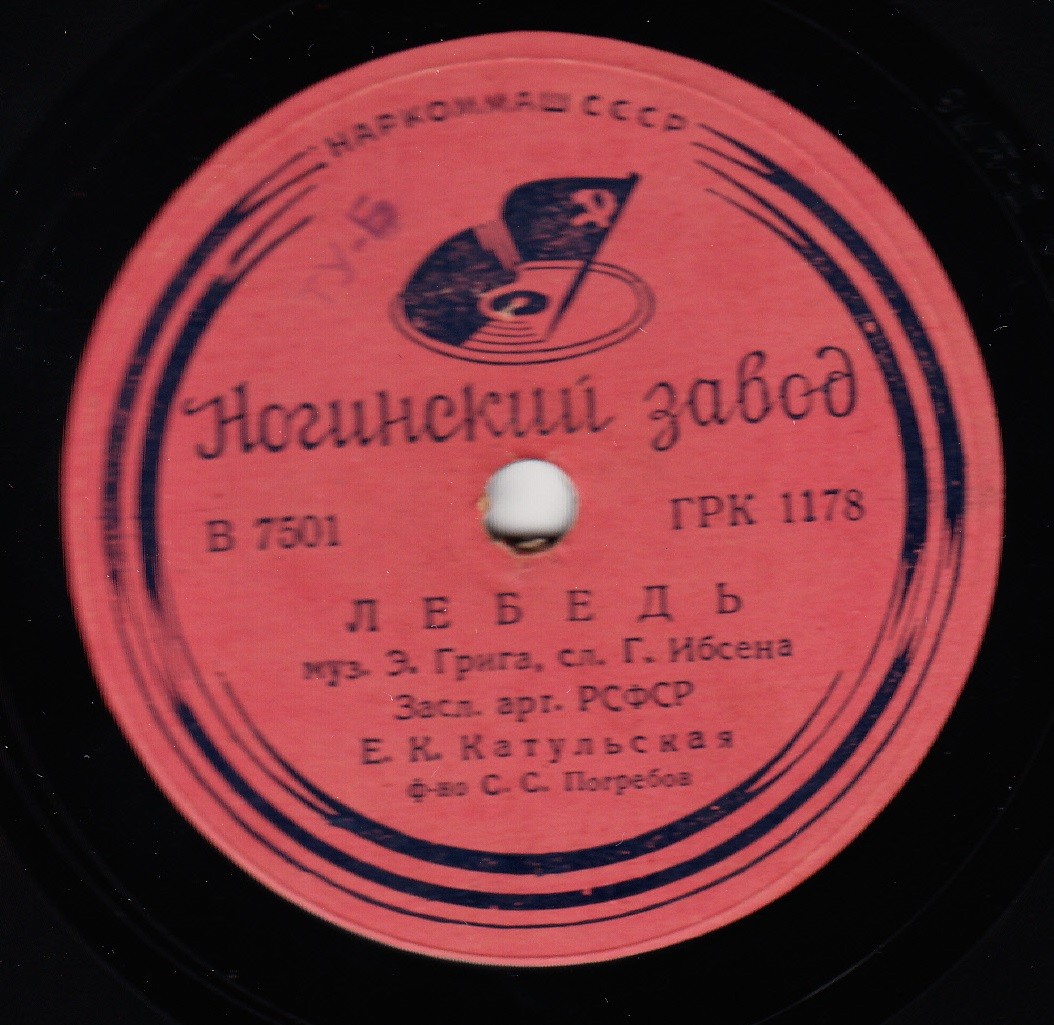 НАРКОММАШ СССР
ГУ-Б
Ногинский завод
В 7501 ГРК 1178
ЛЕБЕДЬ
муз. Э. Грига, сл. Г. Ибсена
Засл. арт. РСФСР
Е. К. Катульская
ф-но С. С. Погребов